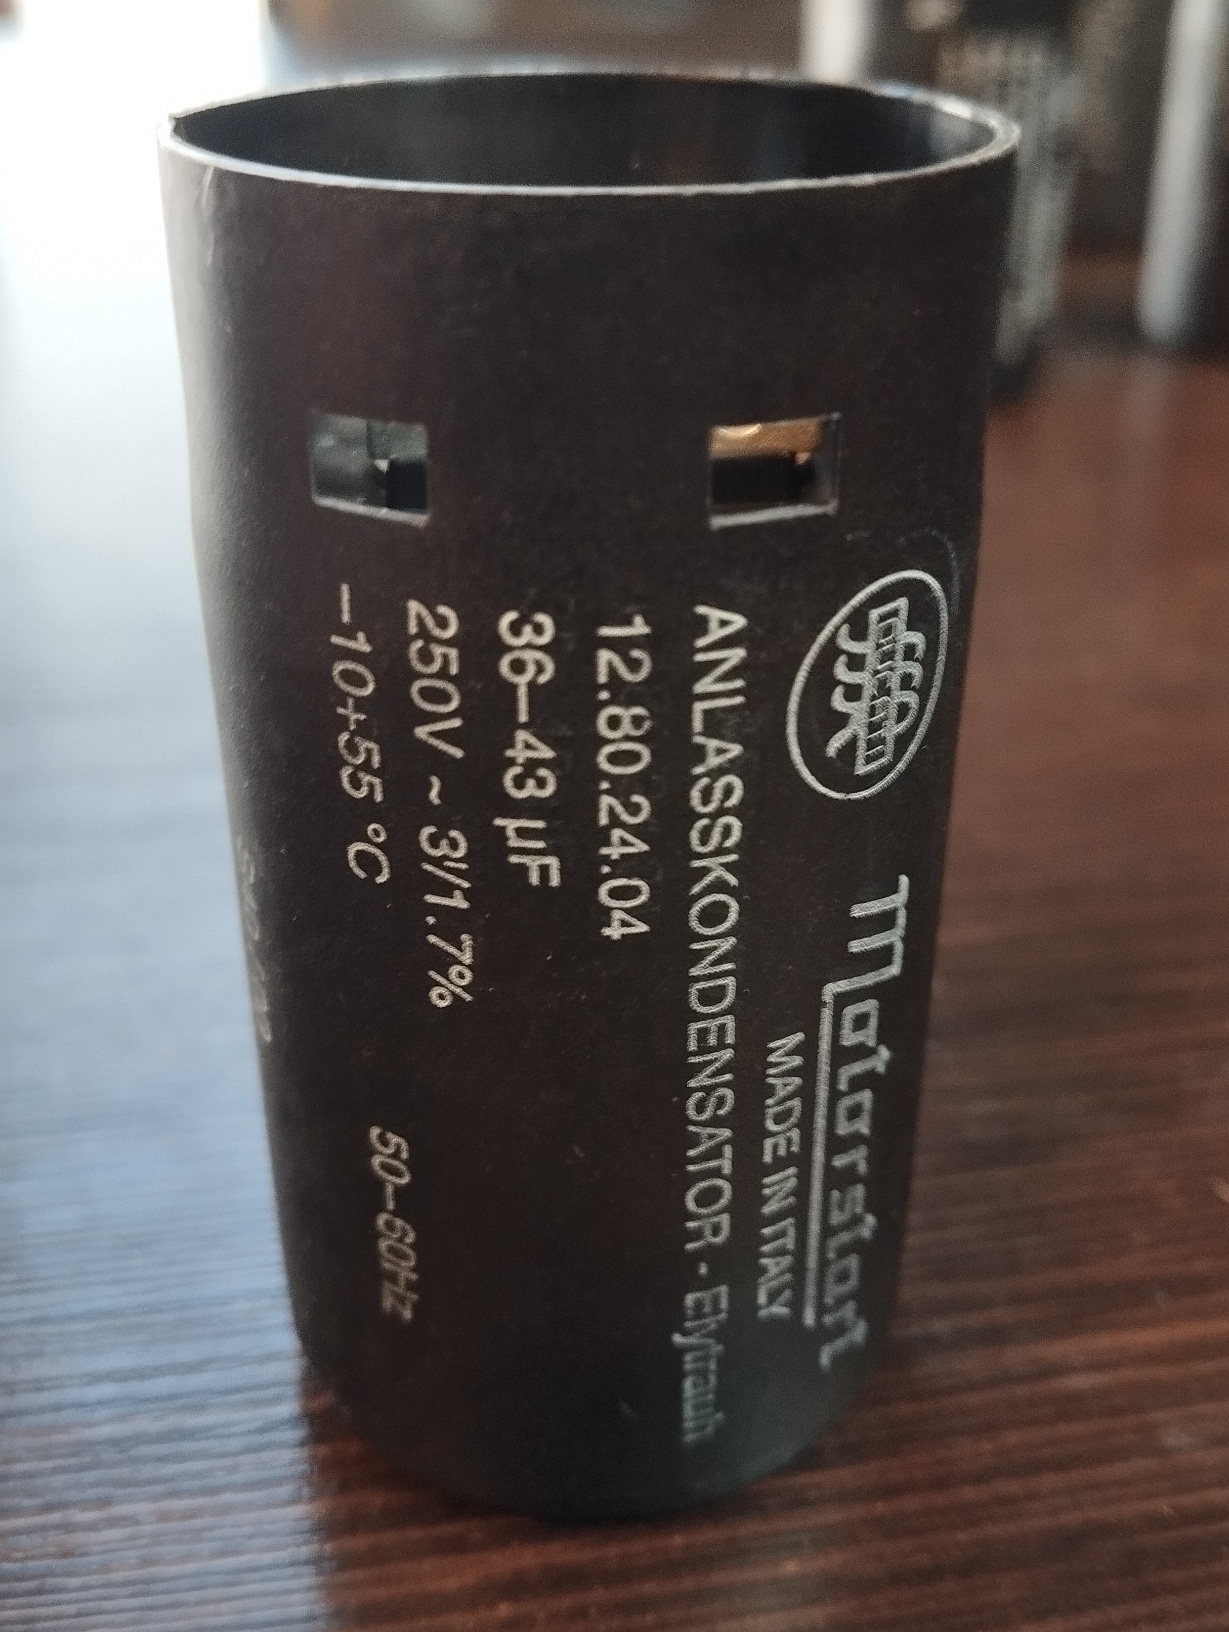 Motorstart
MADE IN ITALY
ANLASSKONDENSATOR - Elytrauh
12.80.24.04
36–43 µF
250V ~ 3'/1.7%
–10+55 °C 50–60Hz